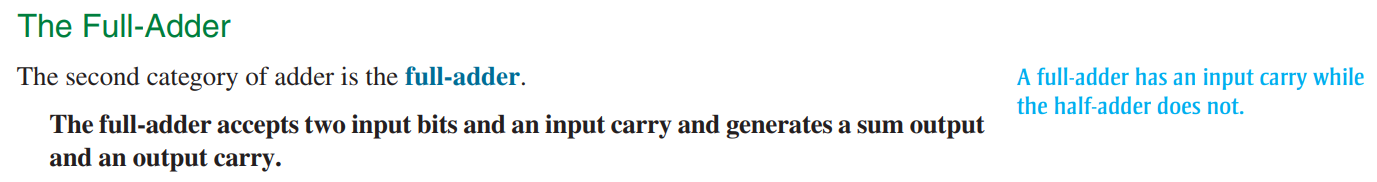 The Full-Adder
The second category of adder is the full-adder.
The full-adder accepts two input bits and an input carry and generates a sum output
and an output carry.
A full-adder has an input carry while
the half-adder does not.